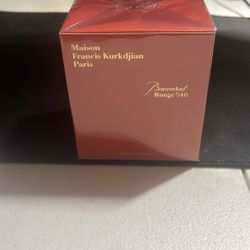 Maison
Francis Kurkdjian
Paris
Baccarat
Rouge 540